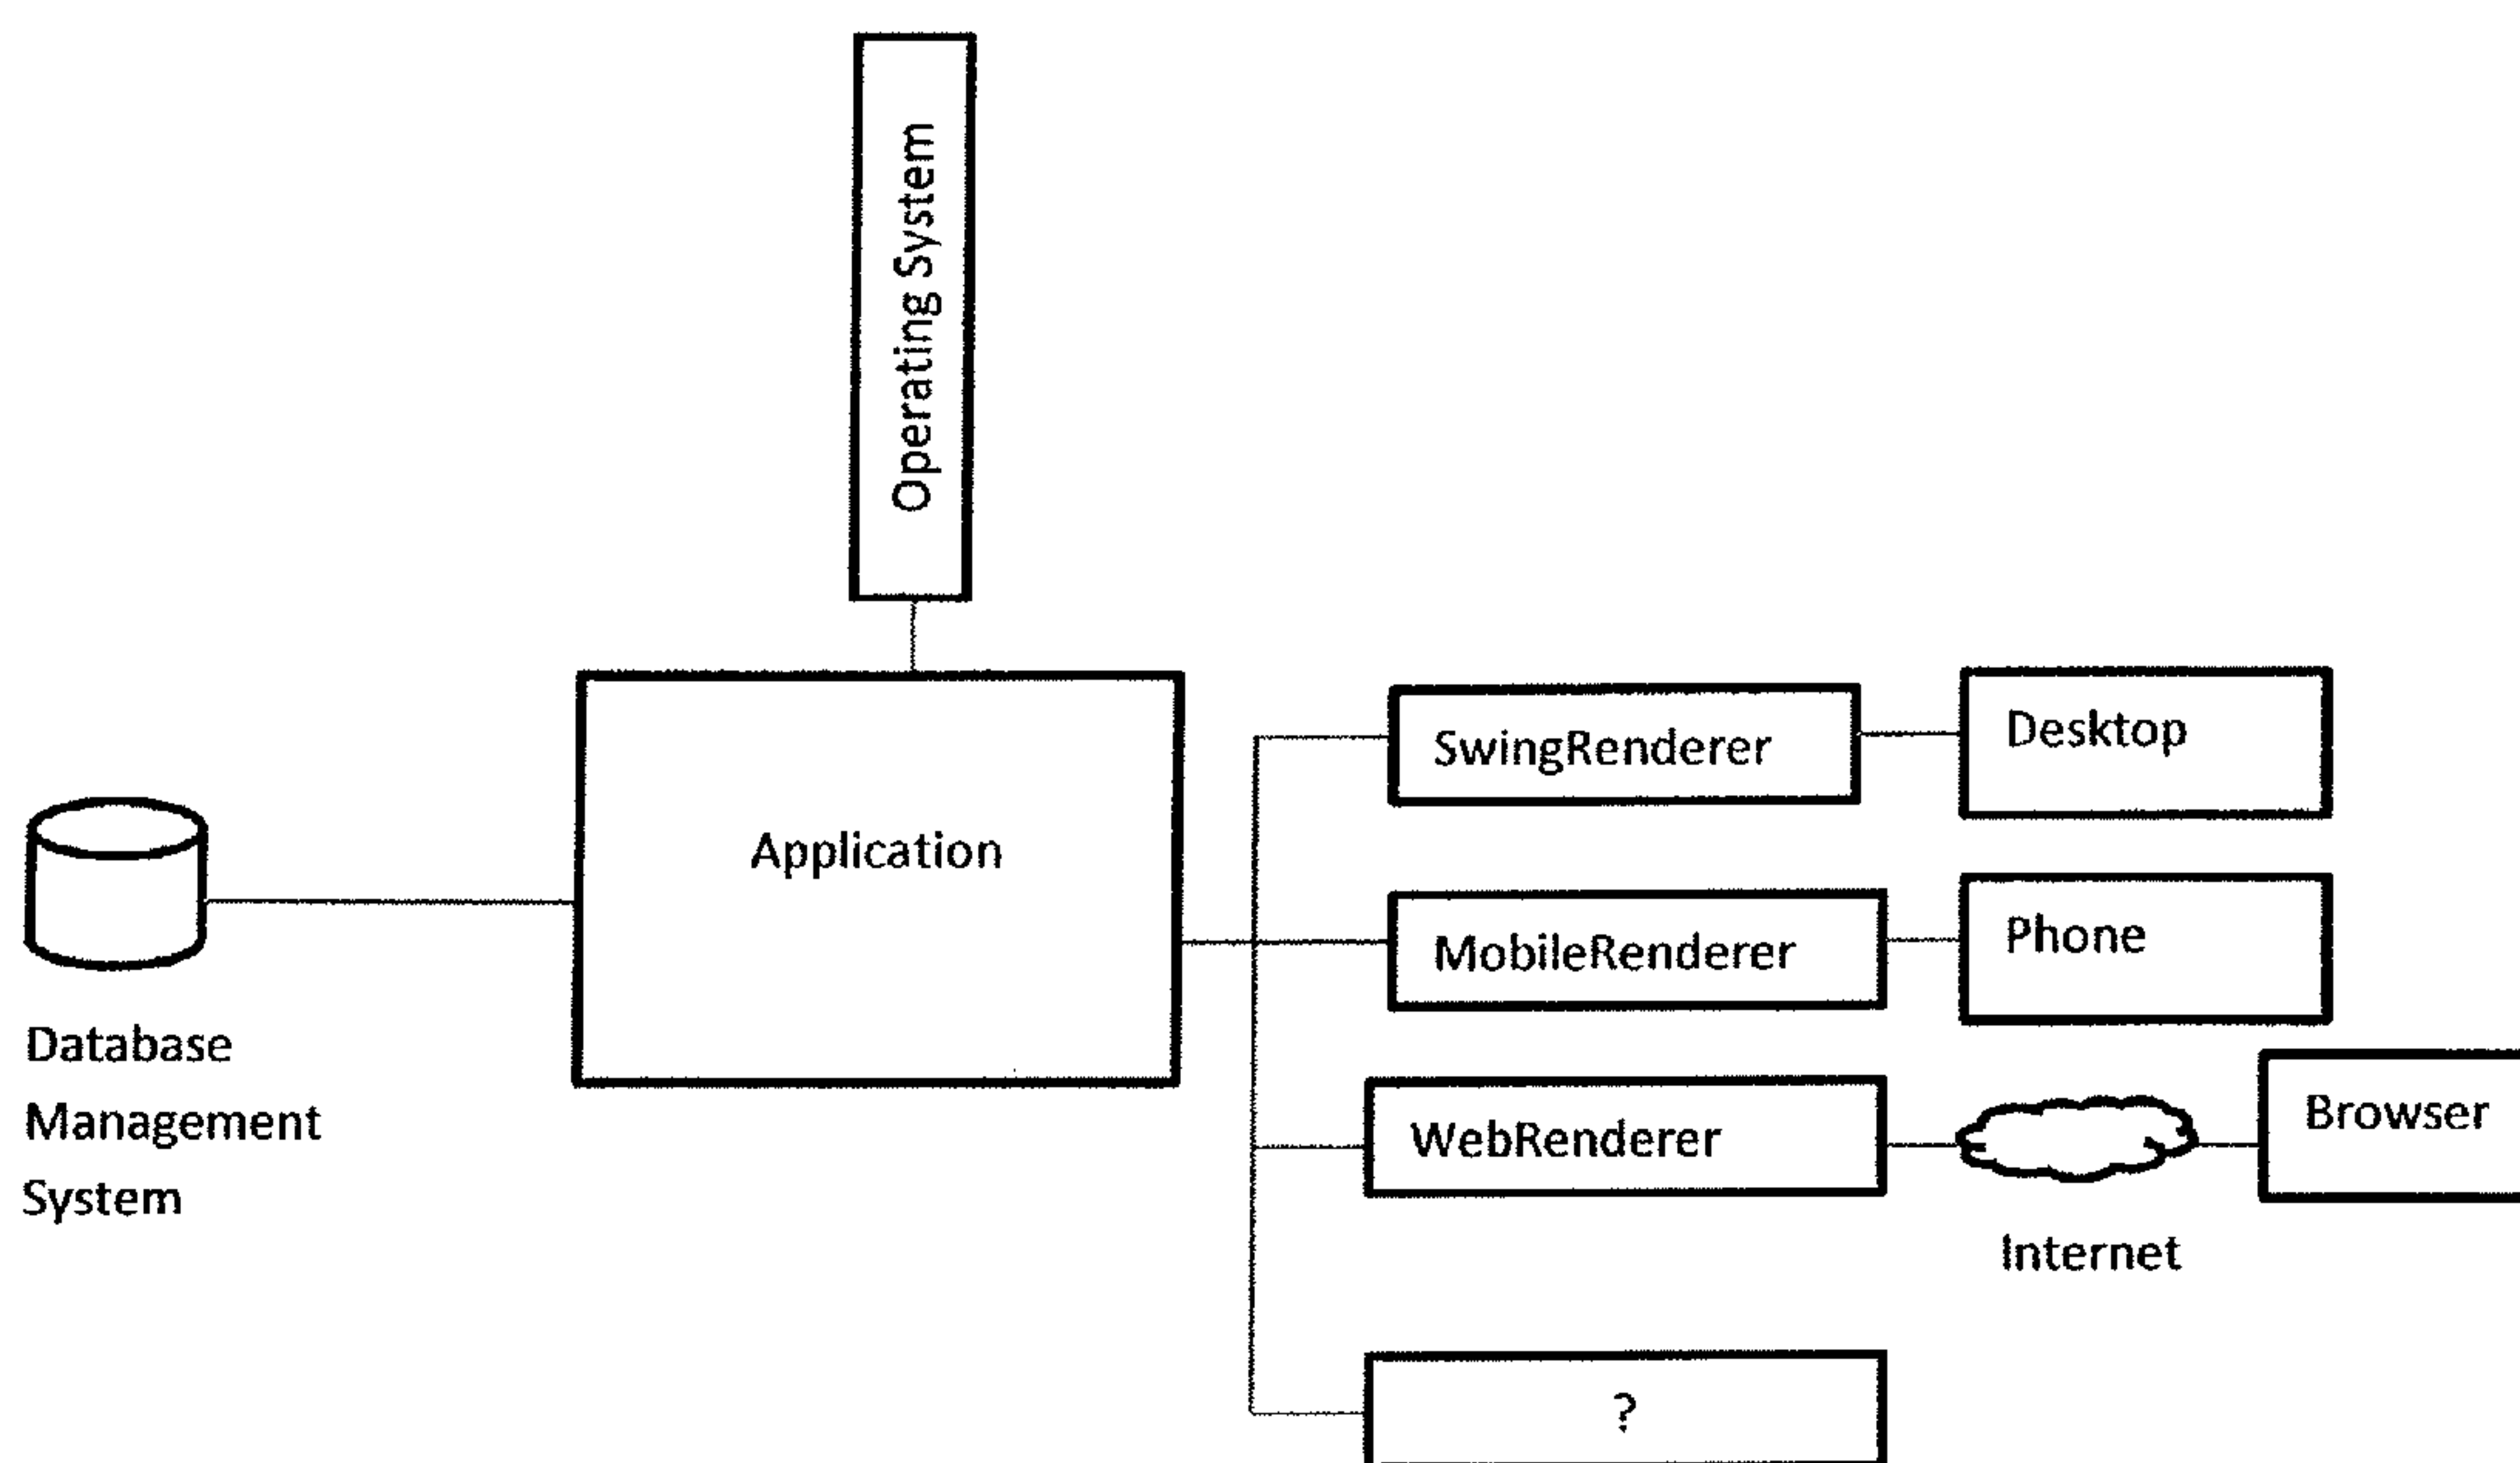 Operating System
Application
SwingRenderer
Desktop
MobileRenderer
Phone
WebRenderer
Browser
Internet
Database
Management
System
?